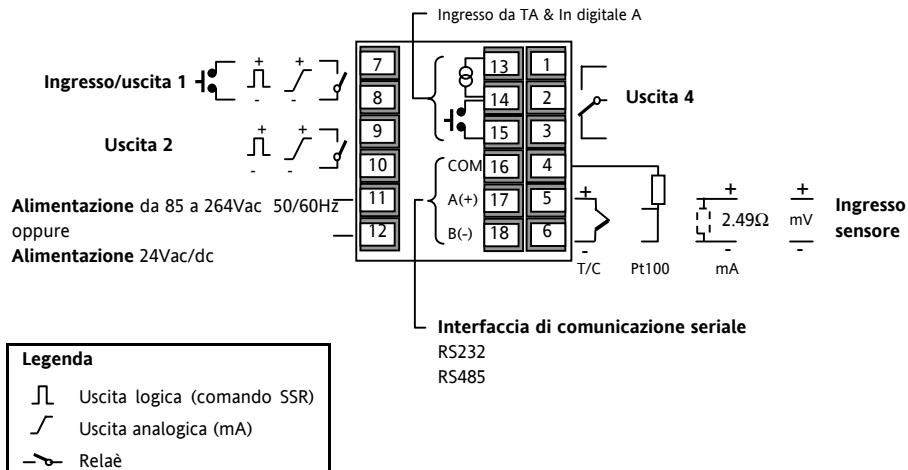 Ingresso da TA & In digitale A
Ingresso/uscita 1
+
-
+
-
7
8
13
14
15
1
2
3
Uscita 4
Uscita 2
+
-
+
-
9
10
COM 16
4
Alimentazione da 85 a 264Vac 50/60Hz
oppure
Alimentazione 24Vac/dc
11
12
A(+) 17
B(-) 18
5
6
+
-
T/C
Pt100
+
2.49Ω
-
mA
+
mV
-
Ingresso
sensore
Interfaccia di comunicazione seriale
RS232
RS485
Legenda
Uscita logica (comando SSR)
Uscita analogica (mA)
Relaè